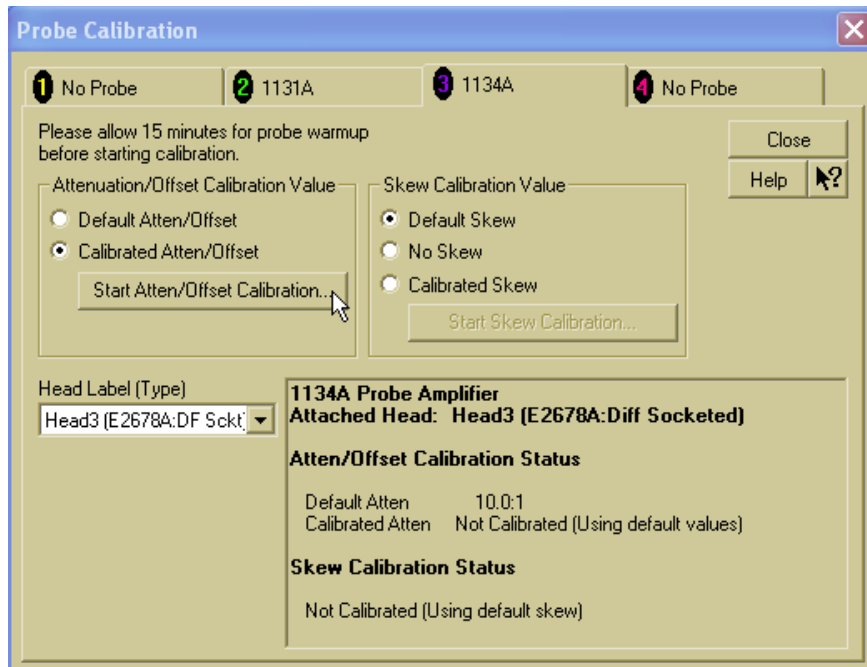 Probe Calibration
1 No Probe
2 1131A
3 1134A
4 No Probe
Please allow 15 minutes for probe warmup
before starting calibration.
Close
Help
Attenuation/Offset Calibration Value
Default Atten/Offset
Calibrated Atten/Offset
Start Atten/Offset Calibration...
Skew Calibration Value
Default Skew
No Skew
Calibrated Skew
Start Skew Calibration...
Head Label (Type)
Head3 (E2678A:DF Sckt)
1134A Probe Amplifier
Attached Head: Head3 (E2678A:Diff Socketed)
Atten/Offset Calibration Status
Default Atten 10.0:1
Calibrated Atten Not Calibrated (Using default values)
Skew Calibration Status
Not Calibrated (Using default skew)